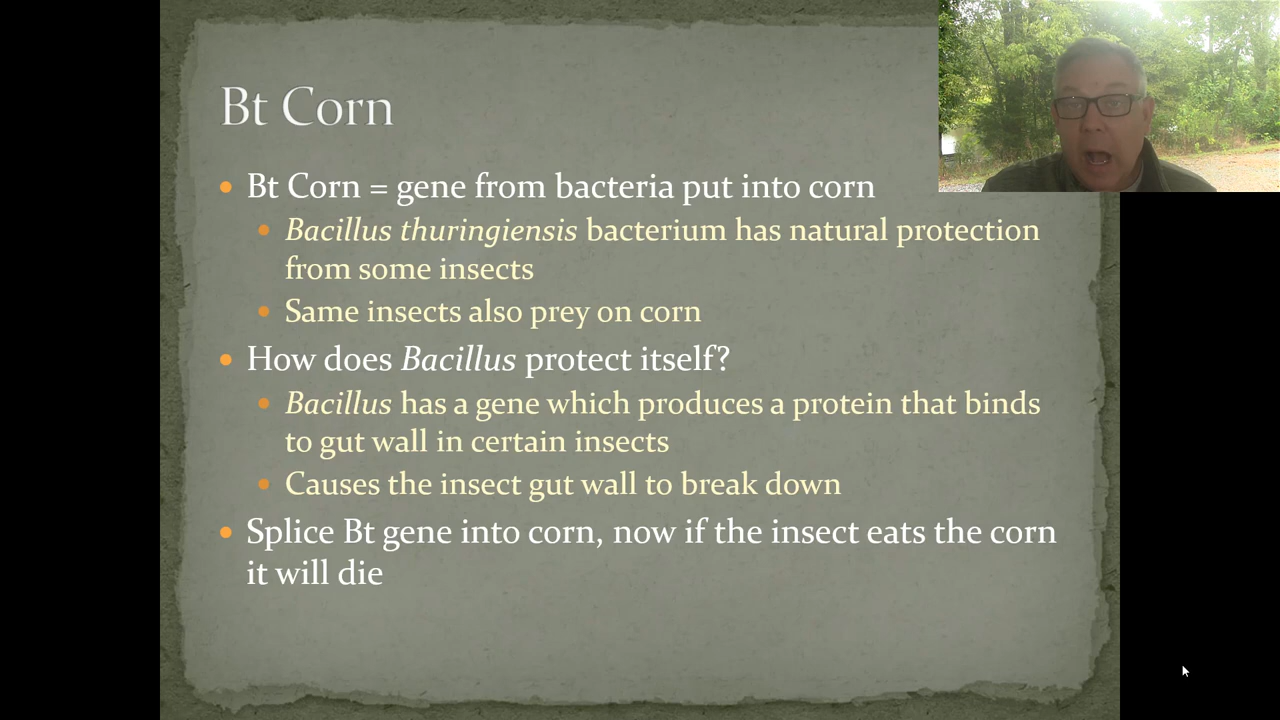 Bt Corn
• Bt Corn = gene from bacteria put into corn
• Bacillus thuringiensis bacterium has natural protection
from some insects
• Same insects also prey on corn
• How does Bacillus protect itself?
• Bacillus has a gene which produces a protein that binds
to gut wall in certain insects
• Causes the insect gut wall to break down
• Splice Bt gene into corn, now if the insect eats the corn
it will die